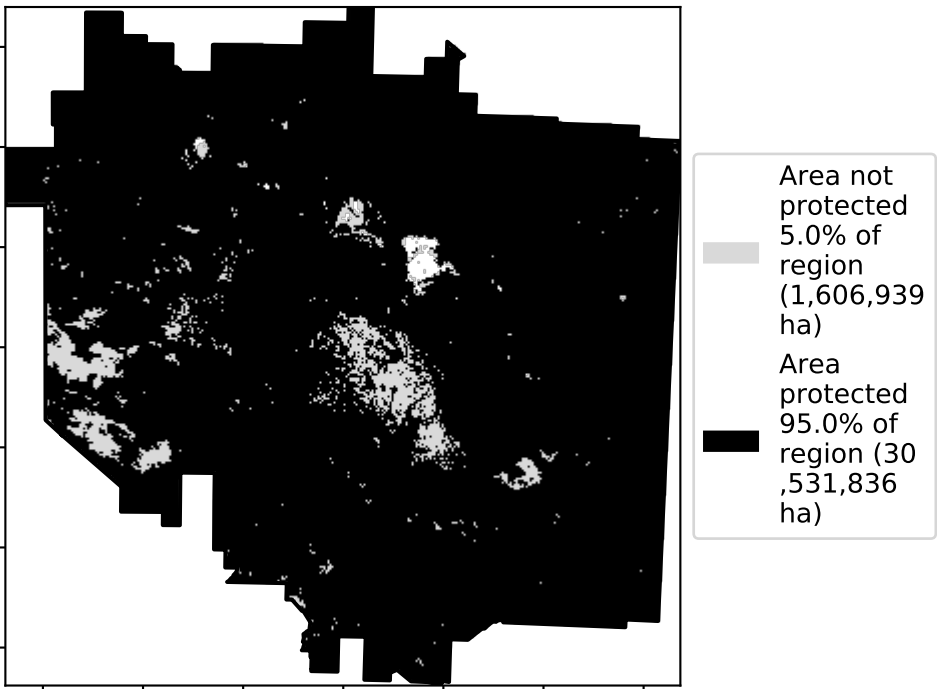 Area not
protected
5.0% of
region
(1,606,939
ha)
Area
protected
95.0% of
region (30
,531,836
ha)